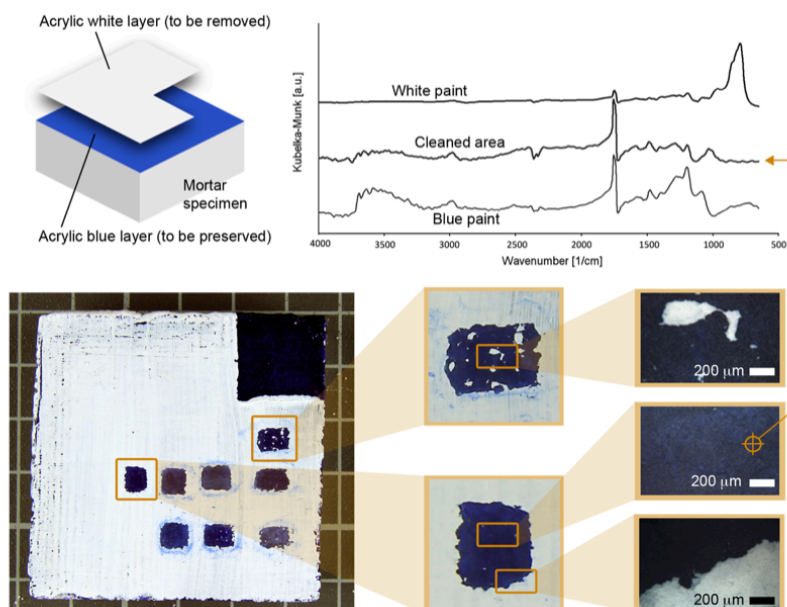 Acrylic white layer (to be removed)
Mortar
specimen
Acrylic blue layer (to be preserved)
Kubelka-Munk [a.u.]
White paint
Cleaned area
Blue paint
4000 3500 3000 2500 2000 1500 1000 500
Wavenumber [1/cm]
200 μm
200 μm
200 μm